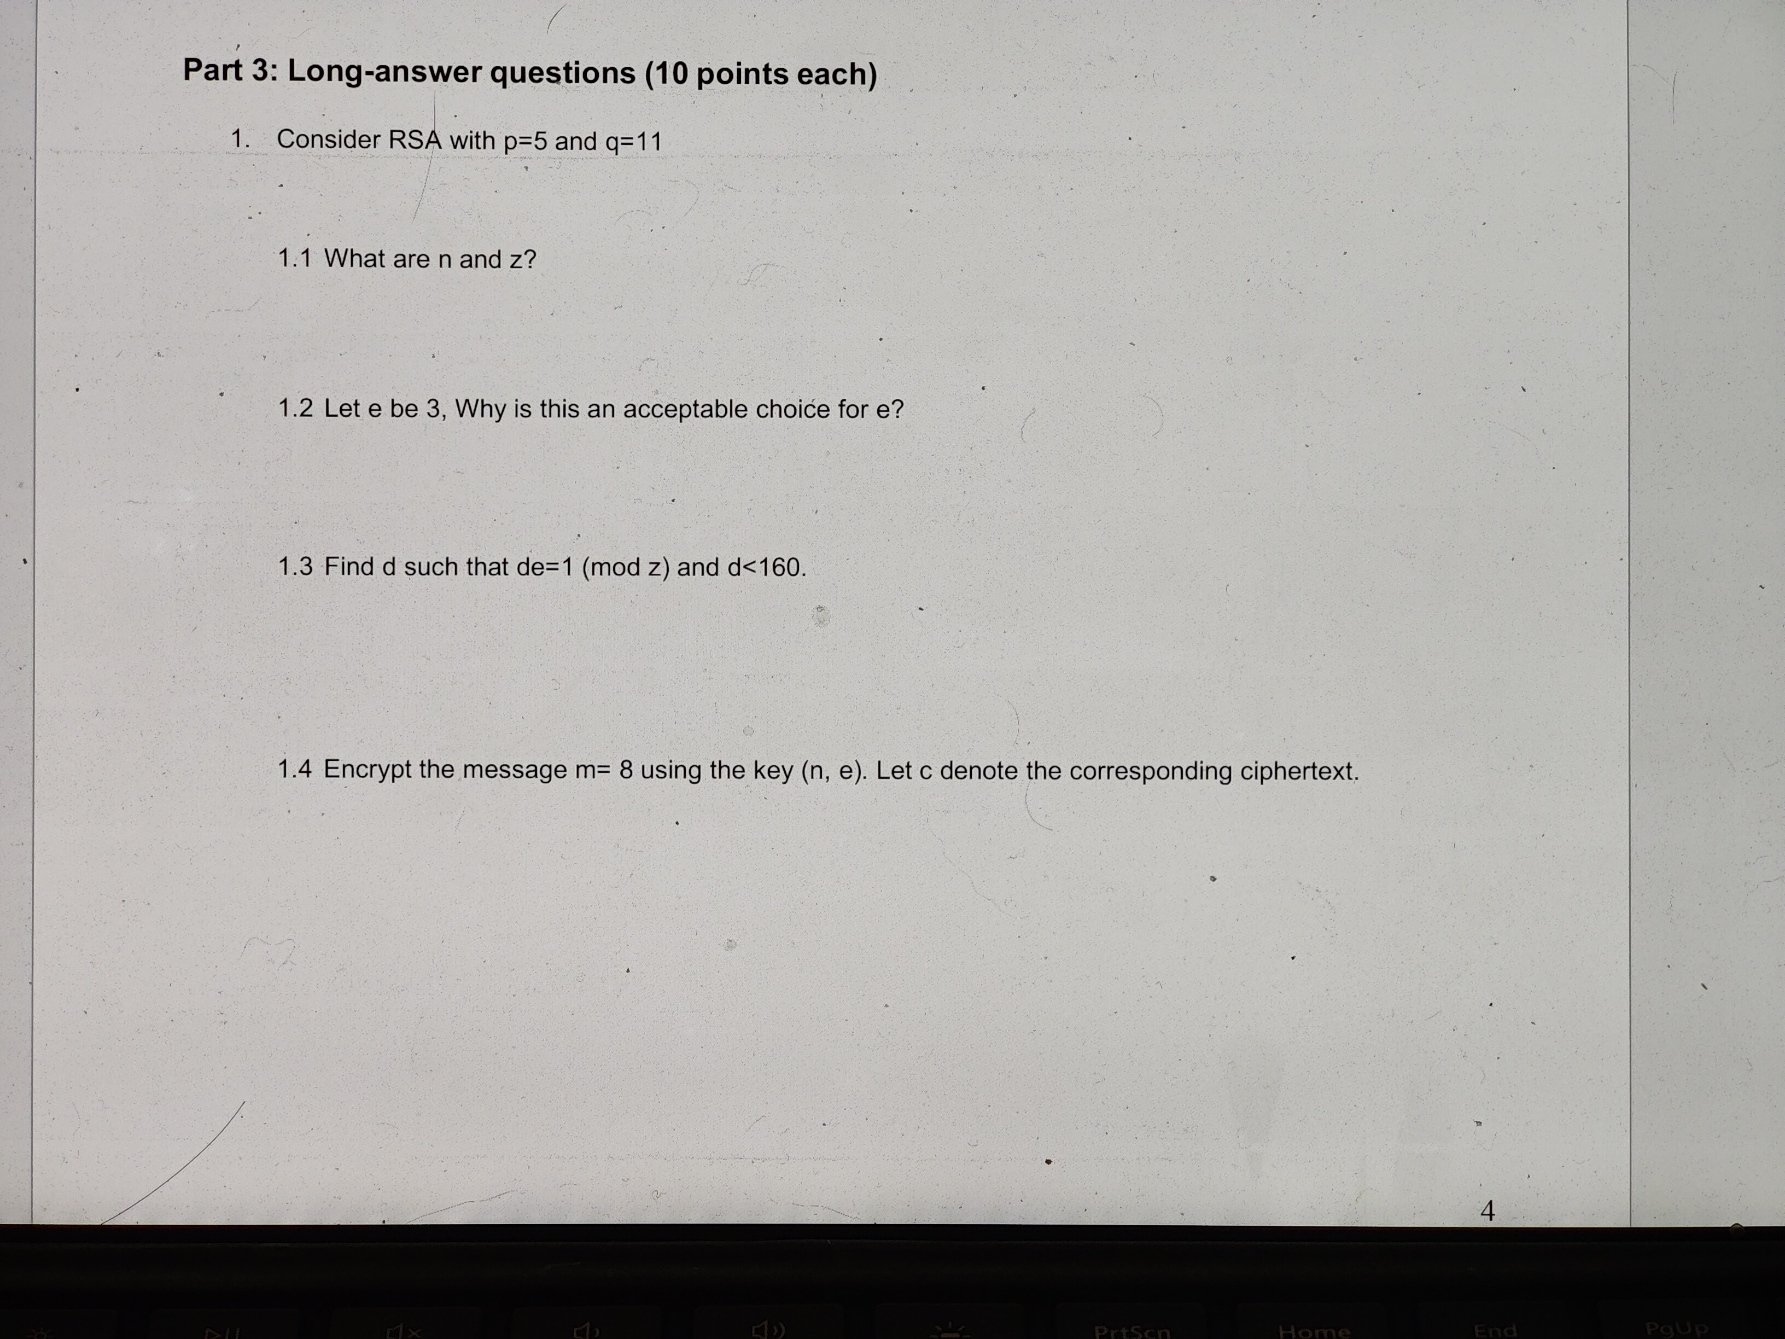 Part 3: Long-answer questions (10 points each)
1. Consider RSA with p=5 and q=11
1.1 What are n and z?
1.2 Let e be 3, Why is this an acceptable choice for e?
1.3 Find d such that de=1 (mod z) and d<160.
1.4 Encrypt the message m= 8 using the key (n, e). Let c denote the corresponding ciphertext.
4
PrtScn Home End PgUp